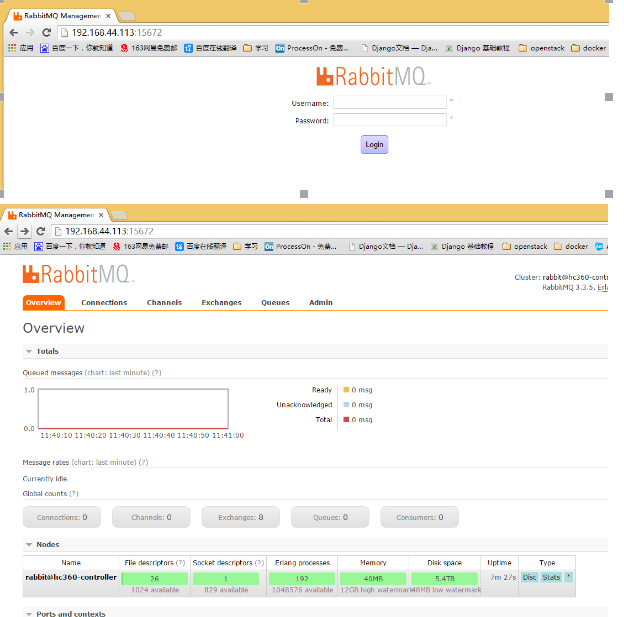 RabbitMQ Management ×
192.168.44.113:15672
应用 百度一下，你就知道 163网易免费邮 百度在线翻译 学习 ProcessOn - 免费... Django文档 — Dja... Django 基础教程 openstack docker
RabbitMQ
Username: *
Password: *
Login
RabbitMQ Management ×
192.168.44.113:15672
应用 百度一下，你就知道 163网易免费邮 百度在线翻译 学习 ProcessOn - 免费... Django文档 — Dja... Django 基础教程 openstack docker
RabbitMQ
Cluster: rabbit@hc360-contr
RabbitMQ 3.3.5, Erl
Overview Connections Channels Exchanges Queues Admin
Overview
Totals
Queued messages (chart: last minute) (?)
1.0
0.0
11:40:10 11:40:20 11:40:30 11:40:40 11:40:50 11:41:00
Ready 0 msg
Unacknowledged 0 msg
Total 0 msg
Message rates (chart: last minute) (?)
Currently idle
Global counts (?)
Connections: 0 Channels: 0 Exchanges: 8 Queues: 0 Consumers: 0
Nodes
Name File descriptors (?) Socket descriptors (?) Erlang processes Memory Disk space Uptime Type
rabbit@hc360-controller 26 1 192 40MB 5.4TB 7m 27s Disc Stats *
1024 available 829 available 1048576 available 12GB high watermark 48MB low watermark
Ports and contexts